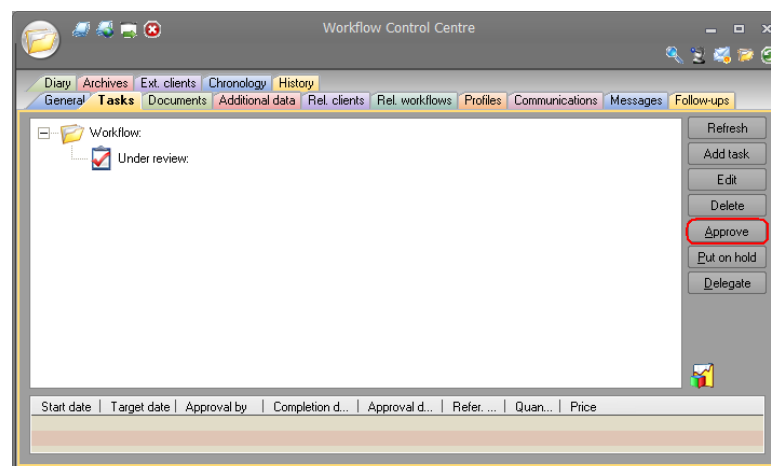 Workflow Control Centre
Diary Archives Ext. clients Chronology History
General Tasks Documents Additional data Rel. clients Rel. workflows Profiles Communications Messages Follow-ups
Workflow:
Under review:
Refresh
Add task
Edit
Delete
Approve
Put on hold
Delegate
Start date Target date Approval by Completion d... Approval d... Refer. ... Quan... Price